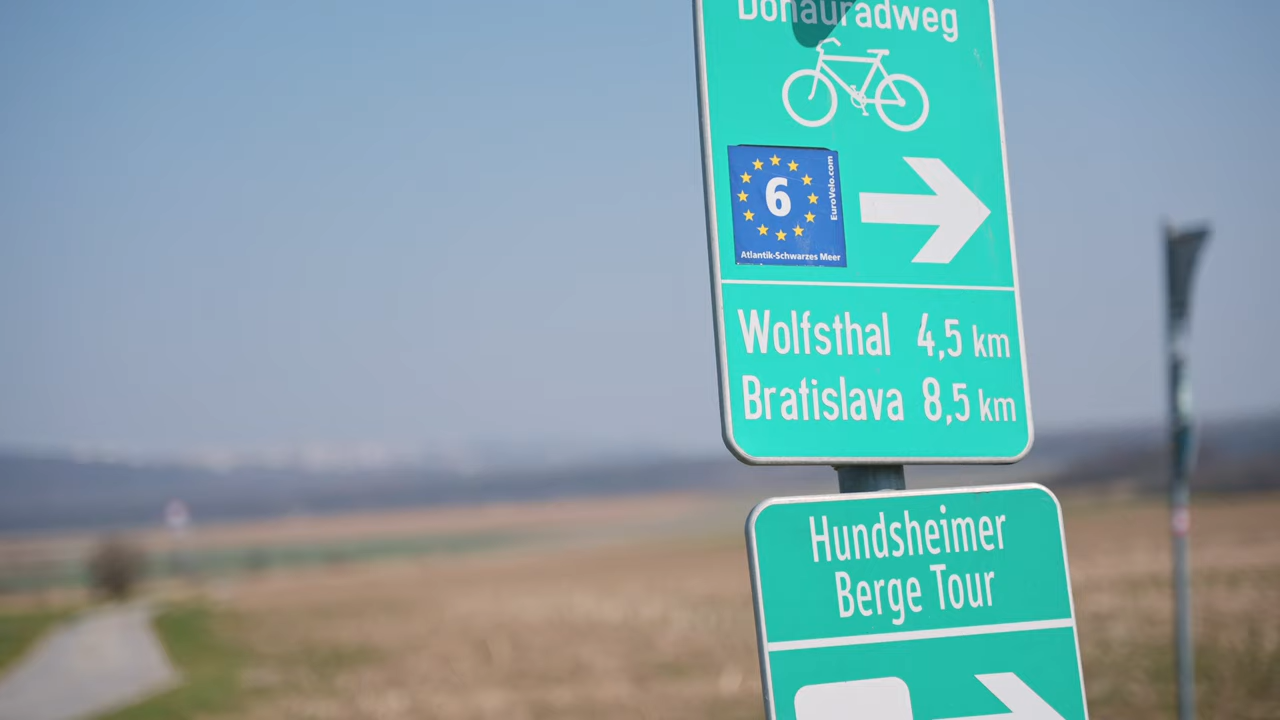 Donauradweg
6
EuroVelo.com
Atlantik-Schwarzes Meer
Wolfsthal 4,5 km
Bratislava 8,5 km
Hundsheimer
Berge Tour